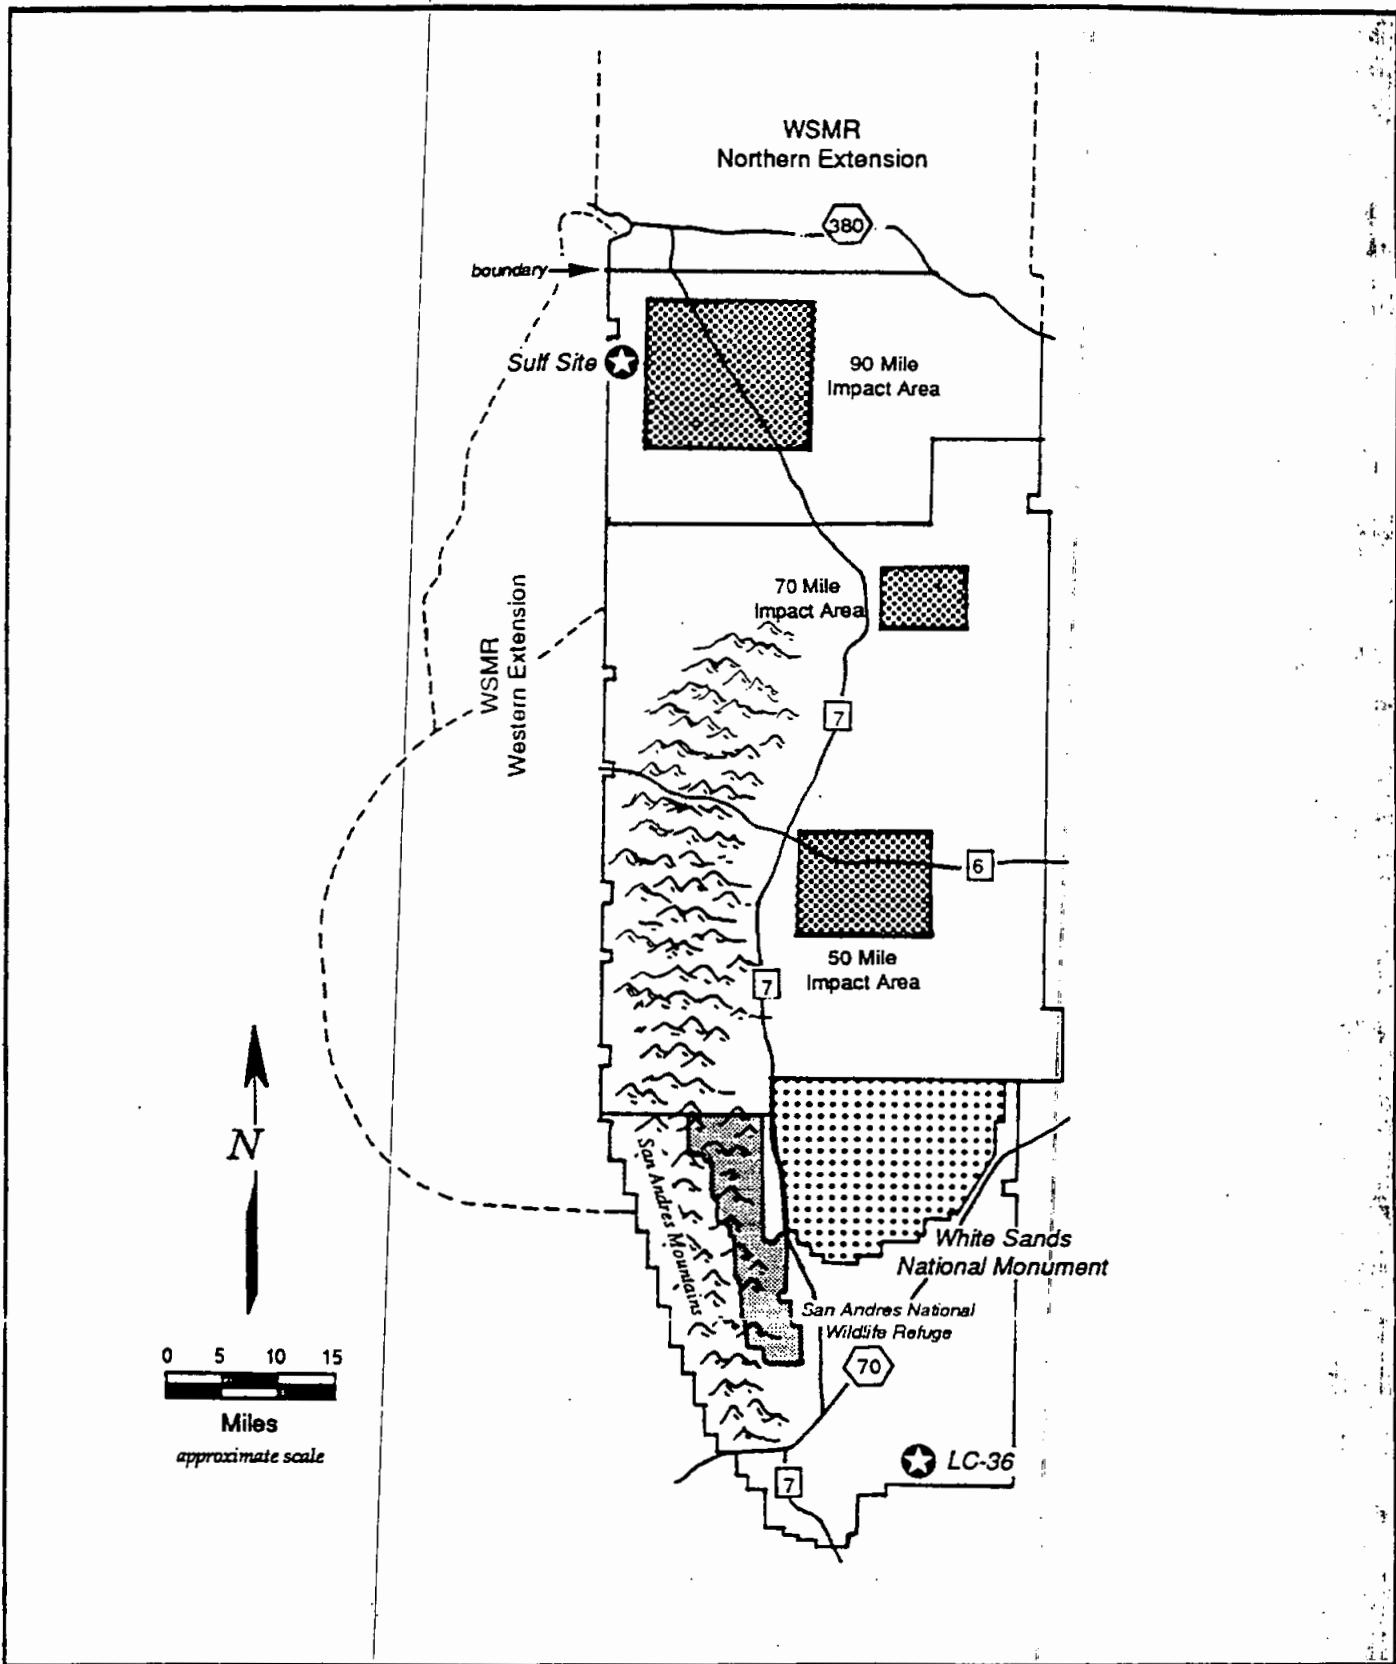 WSMR
Northern Extension
380
boundary
Sulf Site
90 Mile
Impact Area
70 Mile
Impact Area
WSMR
Western Extension
7
6
50 Mile
Impact Area
7
N
San Andres Mountains
White Sands
National Monument
San Andres National
Wildlife Refuge
70
0 5 10 15
Miles
approximate scale
LC-36
7